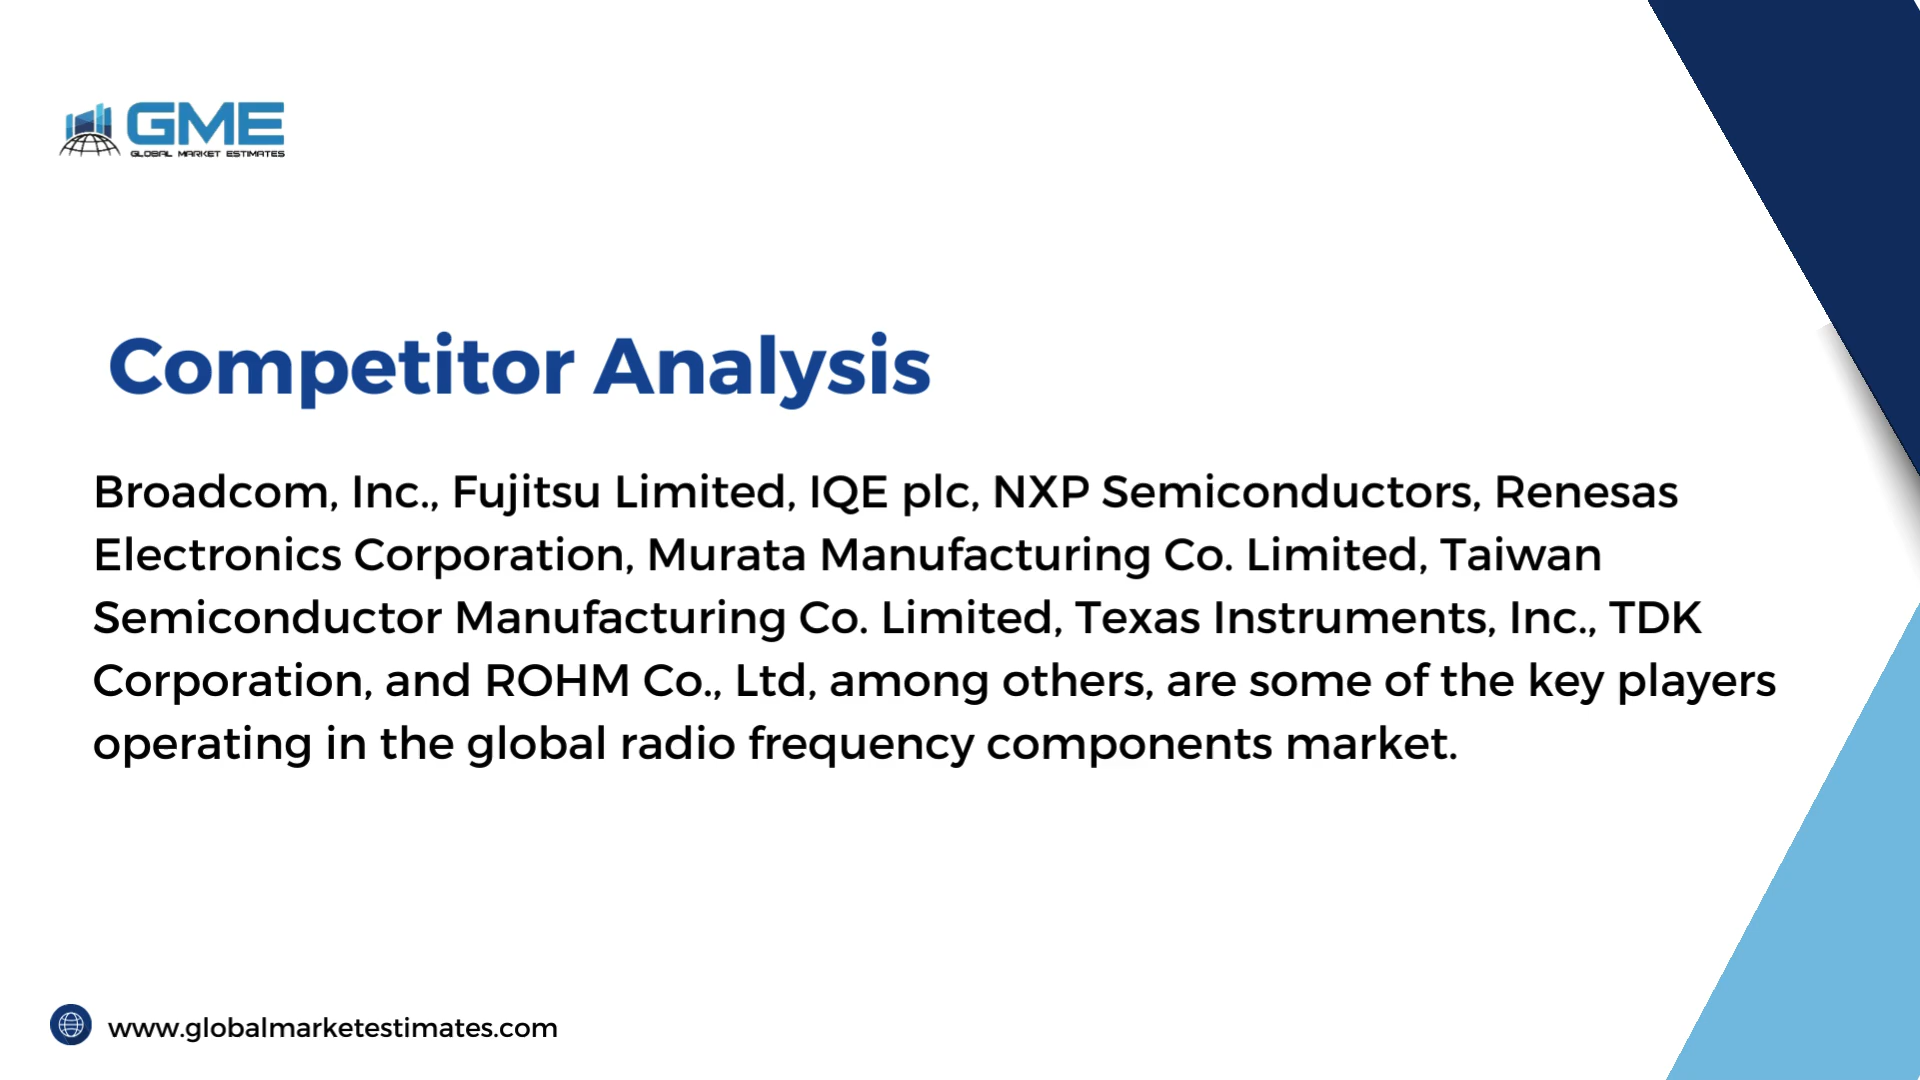 GME
GLOBAL MARKET ESTIMATES
Competitor Analysis
Broadcom, Inc., Fujitsu Limited, IQE plc, NXP Semiconductors, Renesas
Electronics Corporation, Murata Manufacturing Co. Limited, Taiwan
Semiconductor Manufacturing Co. Limited, Texas Instruments, Inc., TDK
Corporation, and ROHM Co., Ltd, among others, are some of the key players
operating in the global radio frequency components market.
www.globalmarketestimates.com